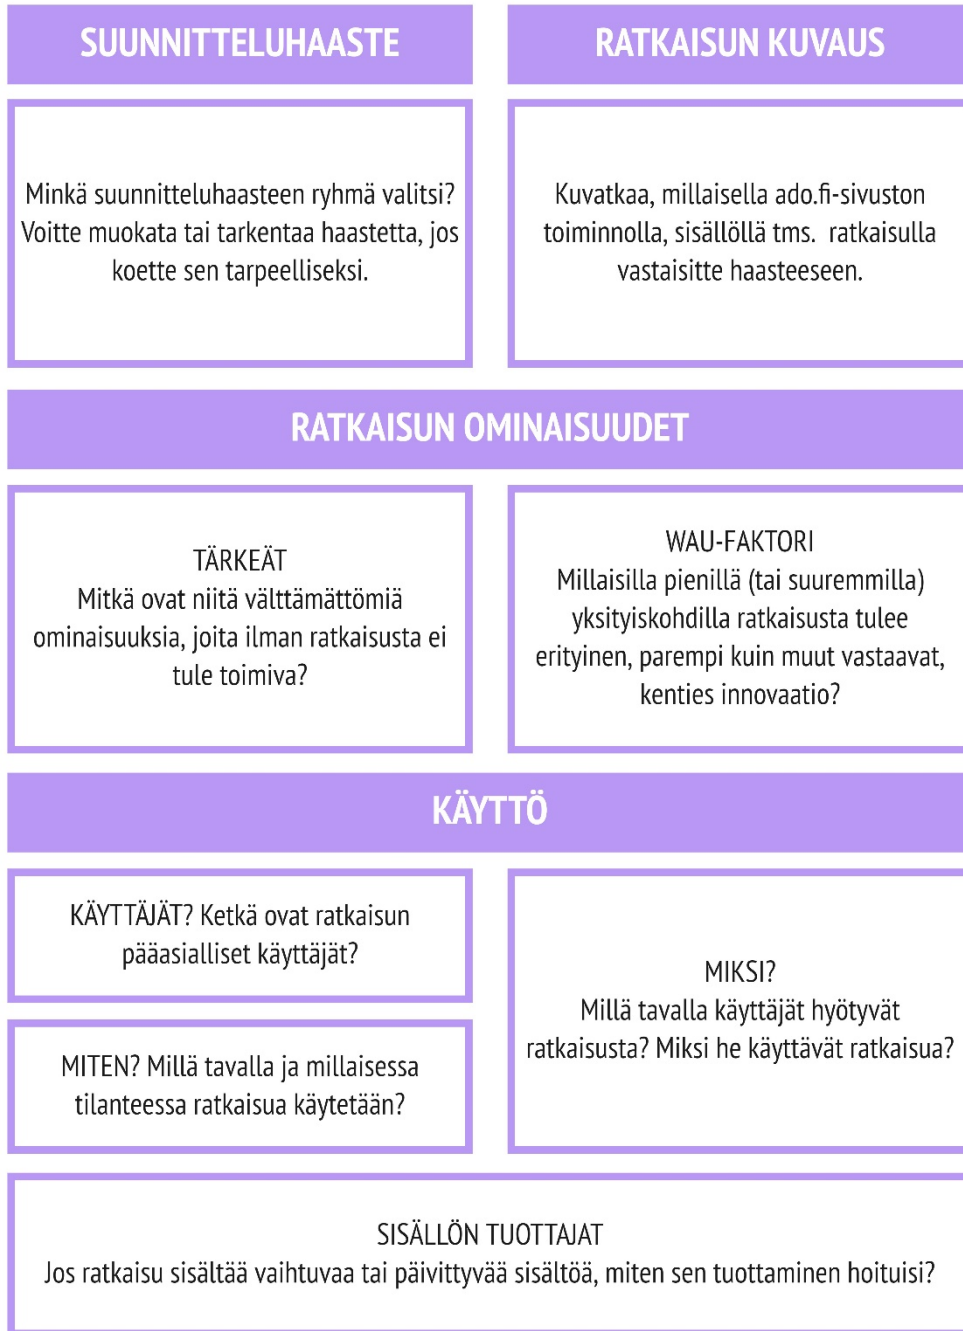 SUUNNITTELUHAASTE
RATKAISUN KUVAUS
Minkä suunnitteluhaasteen ryhmä valitsi?
Voitte muokata tai tarkentaa haastetta, jos
koette sen tarpeelliseksi.
Kuvatkaa, millaisella ado.fi-sivuston
toiminnolla, sisällöllä tms. ratkaisulla
vastaisitte haasteeseen.
RATKAISUN OMINAISUUDET
TÄRKEÄT
Mitkä ovat niitä välttämättömiä
ominaisuuksia, joita ilman ratkaisusta ei
tule toimiva?
WAU-FAKTORI
Millaisilla pienillä (tai suuremmilla)
yksityiskohdilla ratkaisusta tulee
erityinen, parempi kuin muut vastaavat,
kenties innovaatio?
KÄYTTÖ
KÄYTTÄJÄT? Ketkä ovat ratkaisun
pääasialliset käyttäjät?
MITEN? Millä tavalla ja millaisessa
tilanteessa ratkaisua käytetään?
MIKSI?
Millä tavalla käyttäjät hyötyvät
ratkaisusta? Miksi he käyttävät ratkaisua?
SISÄLLÖN TUOTTAJAT
Jos ratkaisu sisältää vaihtuvaa tai päivittyvää sisältöä, miten sen tuottaminen hoituisi?